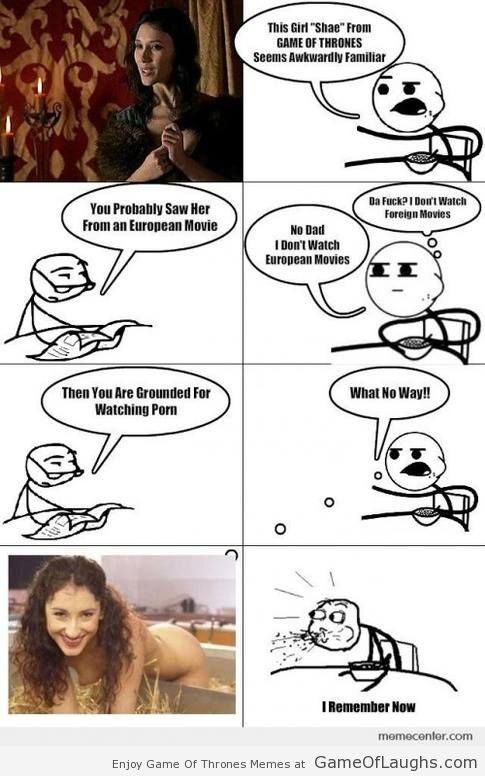 This Girl "Shae" From
GAME OF THRONES
Seems Awkwardly Familiar
You Probably Saw Her
From an European Movie
Da Fuck? I Don't Watch
Foreign Movies
No Dad
I Don't Watch
European Movies
Then You Are Grounded For
Watching Porn
What No Way!!
I Remember Now
memecenter.com
Enjoy Game Of Thrones Memes at GameOfLaughs.com